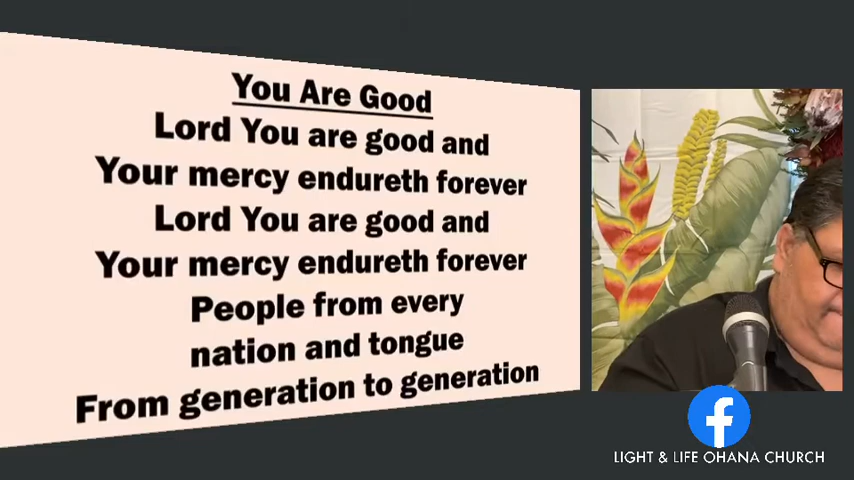 You Are Good
Lord You are good and
Your mercy endureth forever
Lord You are good and
Your mercy endureth forever
People from every
nation and tongue
From generation to generation
f
LIGHT & LIFE OHANA CHURCH